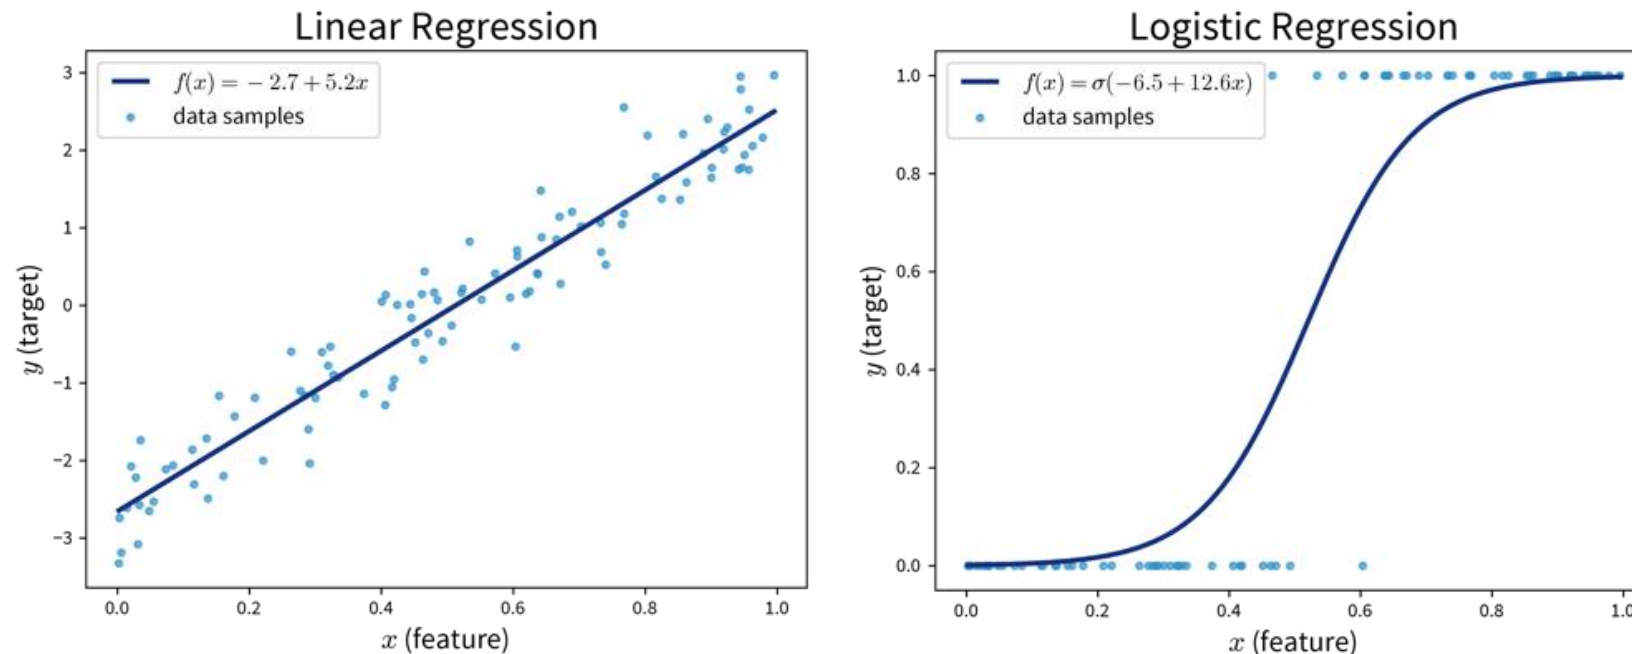 Linear Regression
f(x) = − 2.7 + 5.2x
data samples
3
2
1
0
−1
−2
−3
y (target)
0.0 0.2 0.4 0.6 0.8 1.0
x (feature)
Logistic Regression
f(x) = σ(−6.5 + 12.6x)
data samples
1.0
0.8
0.6
0.4
0.2
0.0
y (target)
0.0 0.2 0.4 0.6 0.8 1.0
x (feature)